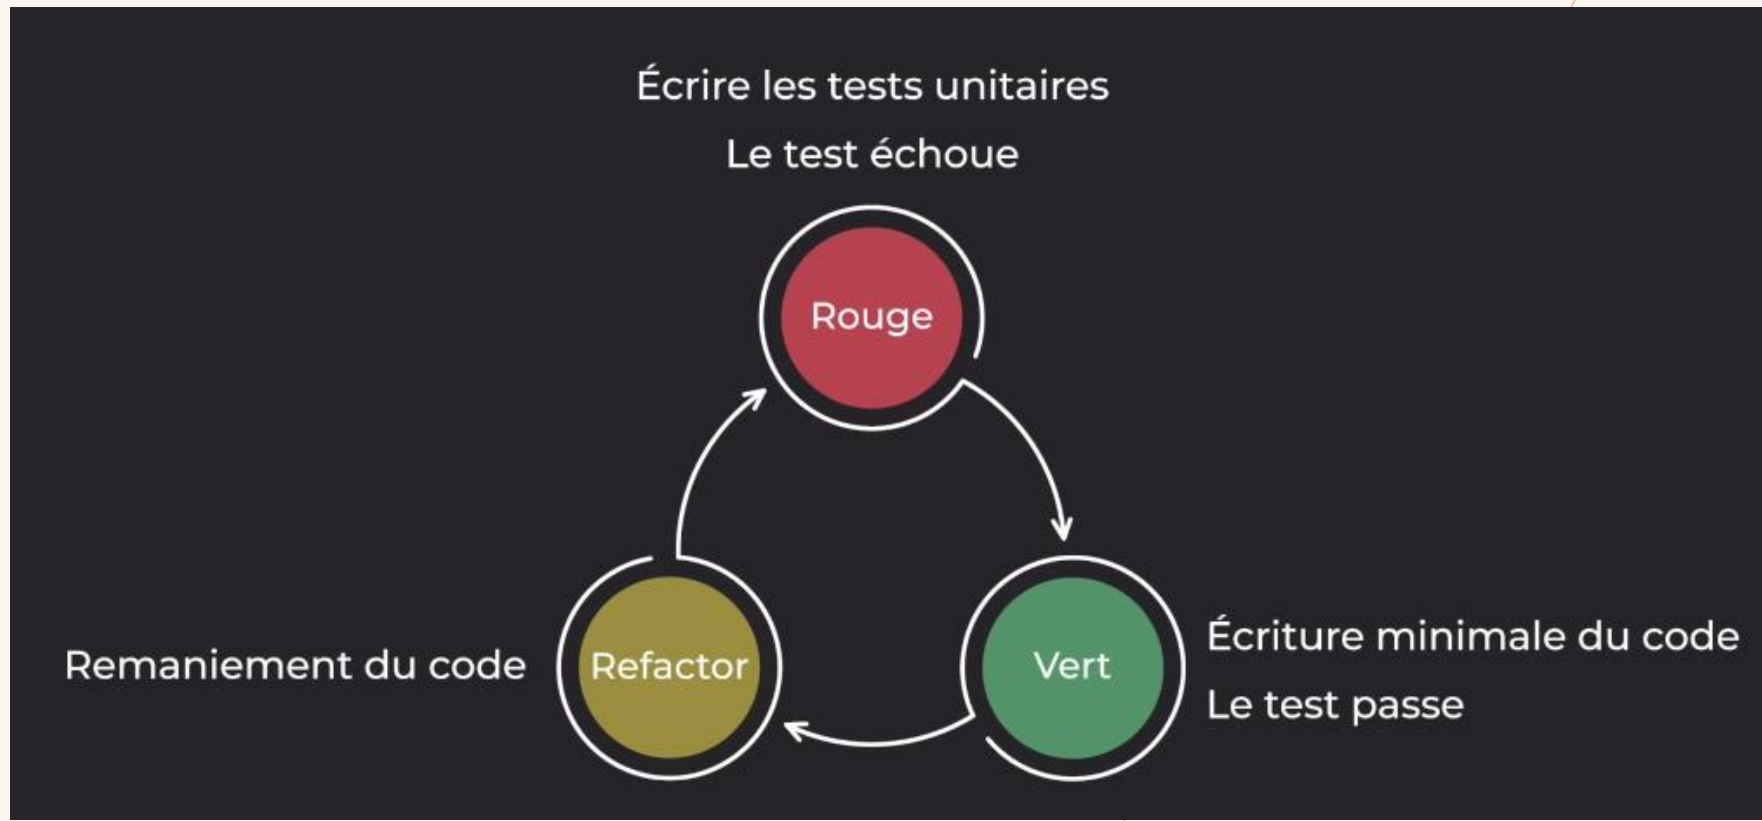 Écrire les tests unitaires
Le test échoue
Rouge
Remaniement du code
Refactor
Vert
Écriture minimale du code
Le test passe